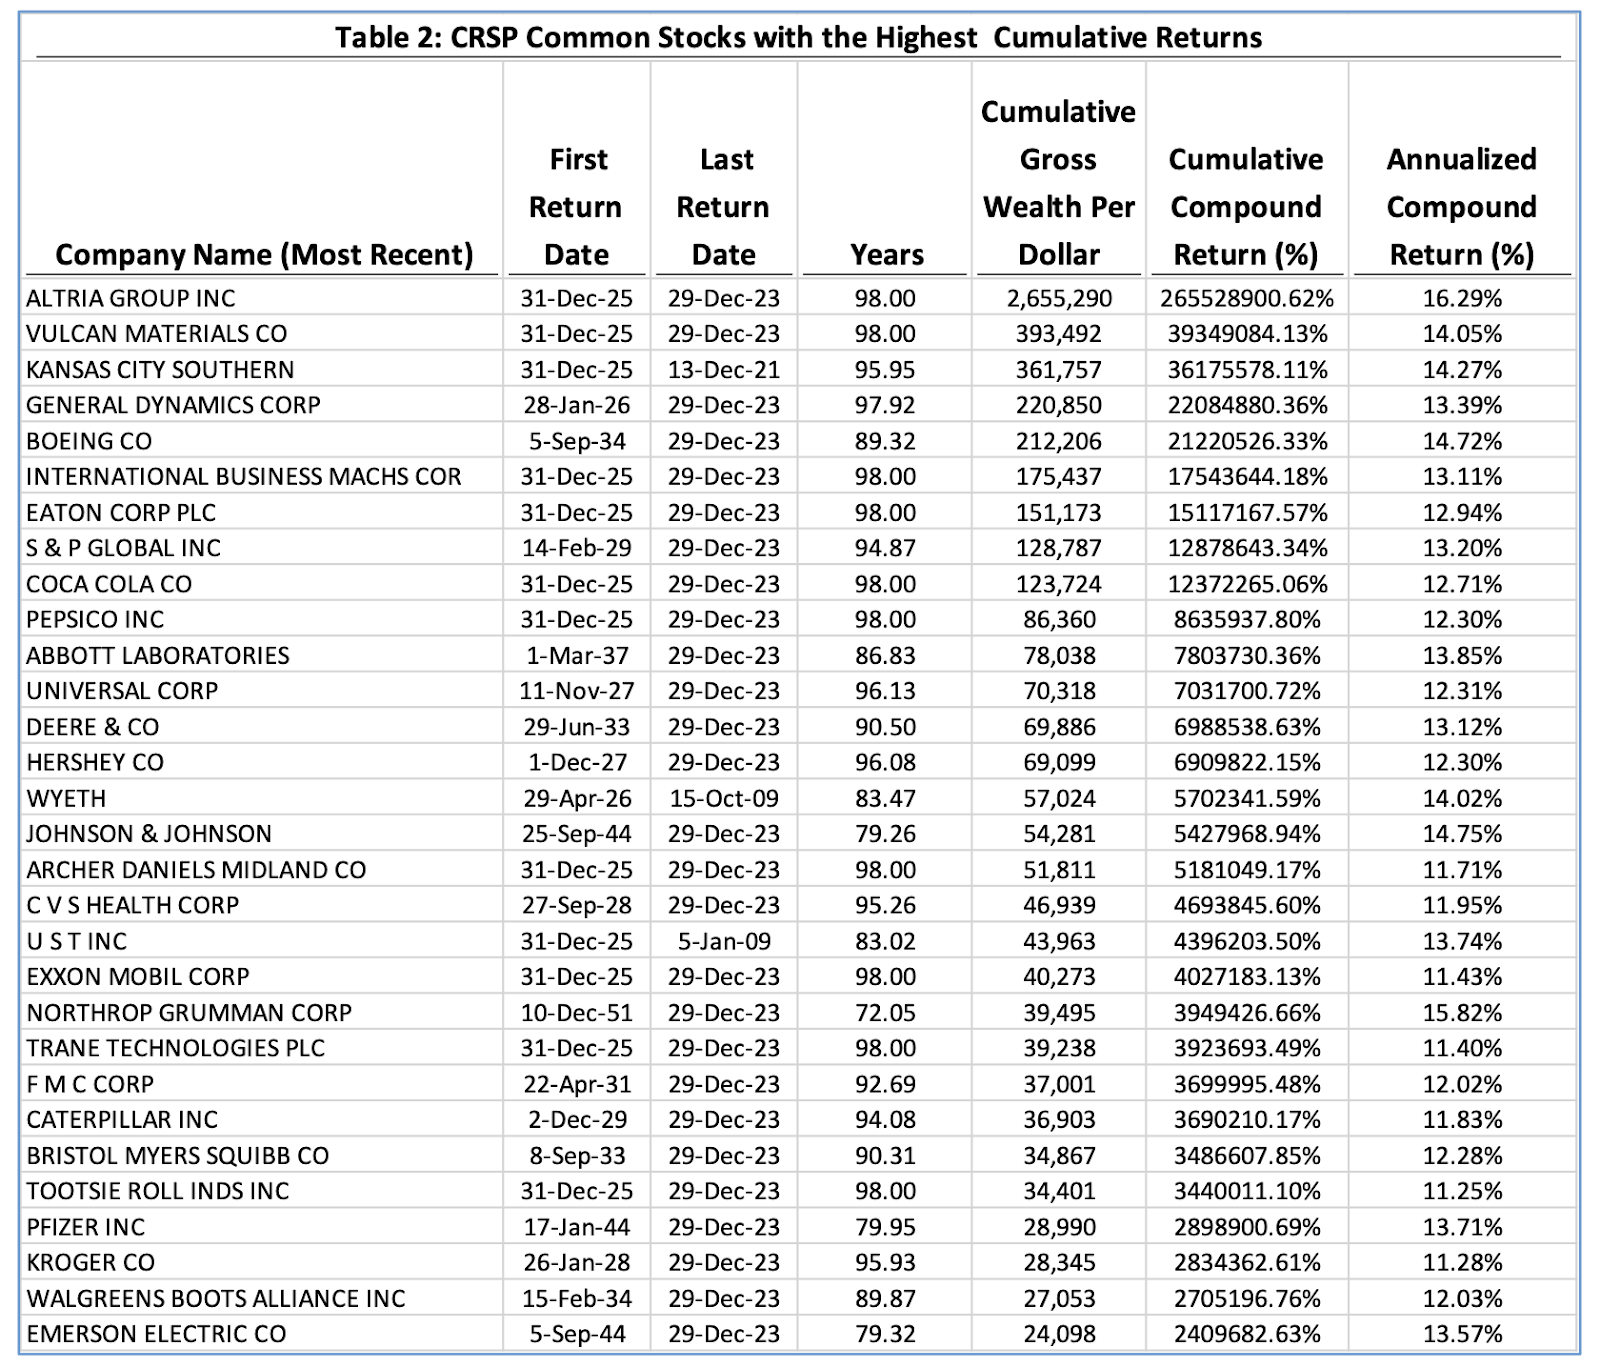 Table 2: CRSP Common Stocks with the Highest Cumulative Returns
Cumulative
First Last Gross Cumulative Annualized
Return Return Wealth Per Compound Compound
Company Name (Most Recent) Date Date Years Dollar Return (%) Return (%)
ALTRIA GROUP INC 31-Dec-25 29-Dec-23 98.00 2,655,290 265528900.62% 16.29%
VULCAN MATERIALS CO 31-Dec-25 29-Dec-23 98.00 393,492 39349084.13% 14.05%
KANSAS CITY SOUTHERN 31-Dec-25 13-Dec-21 95.95 361,757 36175578.11% 14.27%
GENERAL DYNAMICS CORP 28-Jan-26 29-Dec-23 97.92 220,850 22084880.36% 13.39%
BOEING CO 5-Sep-34 29-Dec-23 89.32 212,206 21220526.33% 14.72%
INTERNATIONAL BUSINESS MACHS COR 31-Dec-25 29-Dec-23 98.00 175,437 17543644.18% 13.11%
EATON CORP PLC 31-Dec-25 29-Dec-23 98.00 151,173 15117167.57% 12.94%
S & P GLOBAL INC 14-Feb-29 29-Dec-23 94.87 128,787 12878643.34% 13.20%
COCA COLA CO 31-Dec-25 29-Dec-23 98.00 123,724 12372265.06% 12.71%
PEPSICO INC 31-Dec-25 29-Dec-23 98.00 86,360 8635937.80% 12.30%
ABBOTT LABORATORIES 1-Mar-37 29-Dec-23 86.83 78,038 7803730.36% 13.85%
UNIVERSAL CORP 11-Nov-27 29-Dec-23 96.13 70,318 7031700.72% 12.31%
DEERE & CO 29-Jun-33 29-Dec-23 90.50 69,886 6988538.63% 13.12%
HERSHEY CO 1-Dec-27 29-Dec-23 96.08 69,099 6909822.15% 12.30%
WYETH 29-Apr-26 15-Oct-09 83.47 57,024 5702341.59% 14.02%
JOHNSON & JOHNSON 25-Sep-44 29-Dec-23 79.26 54,281 5427968.94% 14.75%
ARCHER DANIELS MIDLAND CO 31-Dec-25 29-Dec-23 98.00 51,811 5181049.17% 11.71%
C V S HEALTH CORP 27-Sep-28 29-Dec-23 95.26 46,939 4693845.60% 11.95%
U S T INC 31-Dec-25 5-Jan-09 83.02 43,963 4396203.50% 13.74%
EXXON MOBIL CORP 31-Dec-25 29-Dec-23 98.00 40,273 4027183.13% 11.43%
NORTHROP GRUMMAN CORP 10-Dec-51 29-Dec-23 72.05 39,495 3949426.66% 15.82%
TRANE TECHNOLOGIES PLC 31-Dec-25 29-Dec-23 98.00 39,238 3923693.49% 11.40%
F M C CORP 22-Apr-31 29-Dec-23 92.69 37,001 3699995.48% 12.02%
CATERPILLAR INC 2-Dec-29 29-Dec-23 94.08 36,903 3690210.17% 11.83%
BRISTOL MYERS SQUIBB CO 8-Sep-33 29-Dec-23 90.31 34,867 3486607.85% 12.28%
TOOTSIE ROLL INDS INC 31-Dec-25 29-Dec-23 98.00 34,401 3440011.10% 11.25%
PFIZER INC 17-Jan-44 29-Dec-23 79.95 28,990 2898900.69% 13.71%
KROGER CO 26-Jan-28 29-Dec-23 95.93 28,345 2834362.61% 11.28%
WALGREENS BOOTS ALLIANCE INC 15-Feb-34 29-Dec-23 89.87 27,053 2705196.76% 12.03%
EMERSON ELECTRIC CO 5-Sep-44 29-Dec-23 79.32 24,098 2409682.63% 13.57%